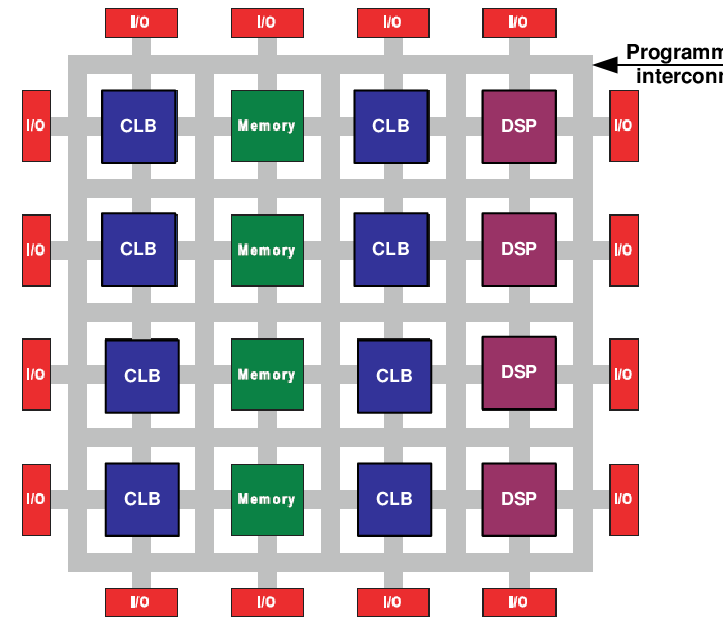 I/O I/O I/O I/O
Programm
interconn
I/O CLB Memory CLB DSP I/O
I/O CLB Memory CLB DSP I/O
I/O CLB Memory CLB DSP I/O
I/O CLB Memory CLB DSP I/O
I/O I/O I/O I/O